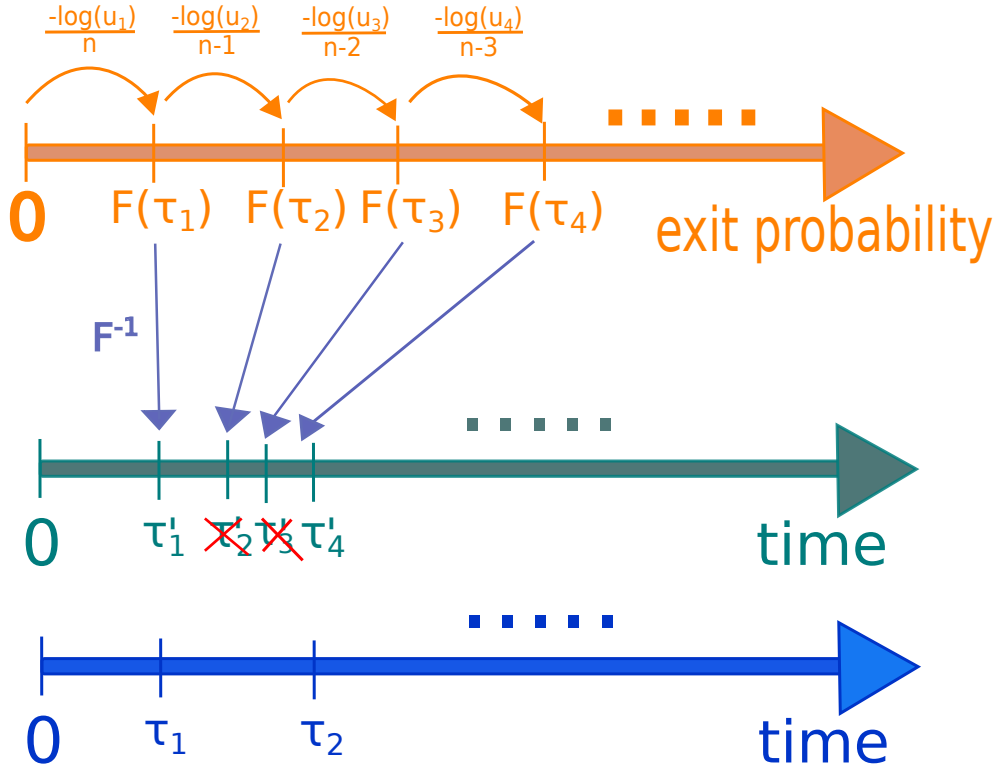 -log(u₁) -log(u₂) -log(u₃) -log(u₄)
n n-1 n-2 n-3
0 F(τ₁) F(τ₂) F(τ₃) F(τ₄) exit probability
F⁻¹
0 τ'₁ τ'₂ τ'₃ τ'₄ time
0 τ₁ τ₂ time